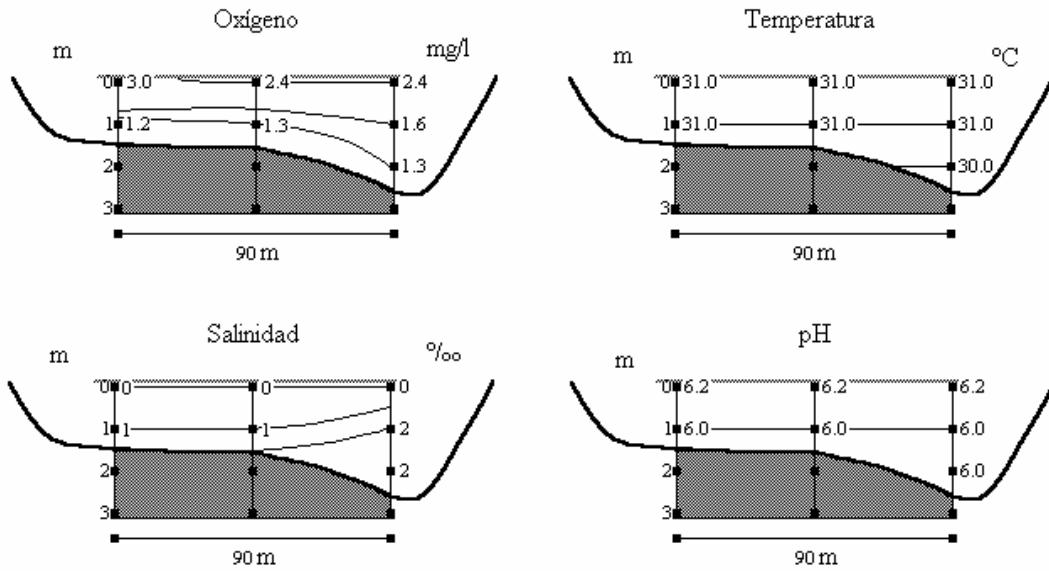 Oxígeno
m
mg/l
0 3.0 2.4 2.4
1 1.2 1.3 1.6
2 1.3
3
90 m
Temperatura
m
ºC
0 31.0 31.0 31.0
1 31.0 31.0 31.0
2 30.0
3
90 m
Salinidad
m
º/oo
0 0 0 0
1 1 1 2
2 2
3
90 m
pH
m
0 6.2 6.2 6.2
1 6.0 6.0 6.0
2 6.0
3
90 m